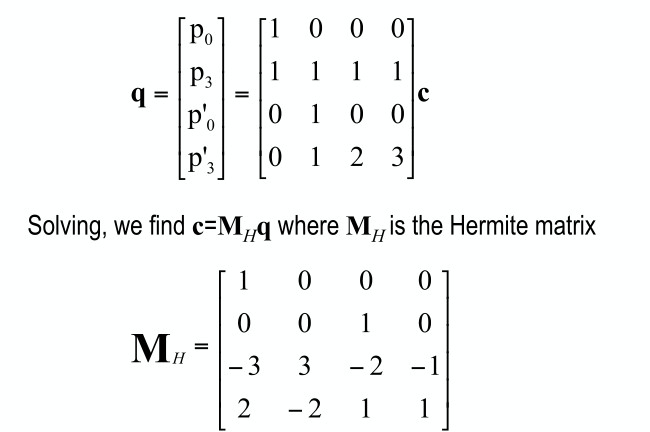 q = [p₀ p₃ p'₀ p'₃] = [1 0 0 0
1 1 1 1
0 1 0 0
0 1 2 3] c
Solving, we find c=M_Hq where M_H is the Hermite matrix
M_H = [1 0 0 0
0 0 1 0
−3 3 −2 −1
2 −2 1 1]